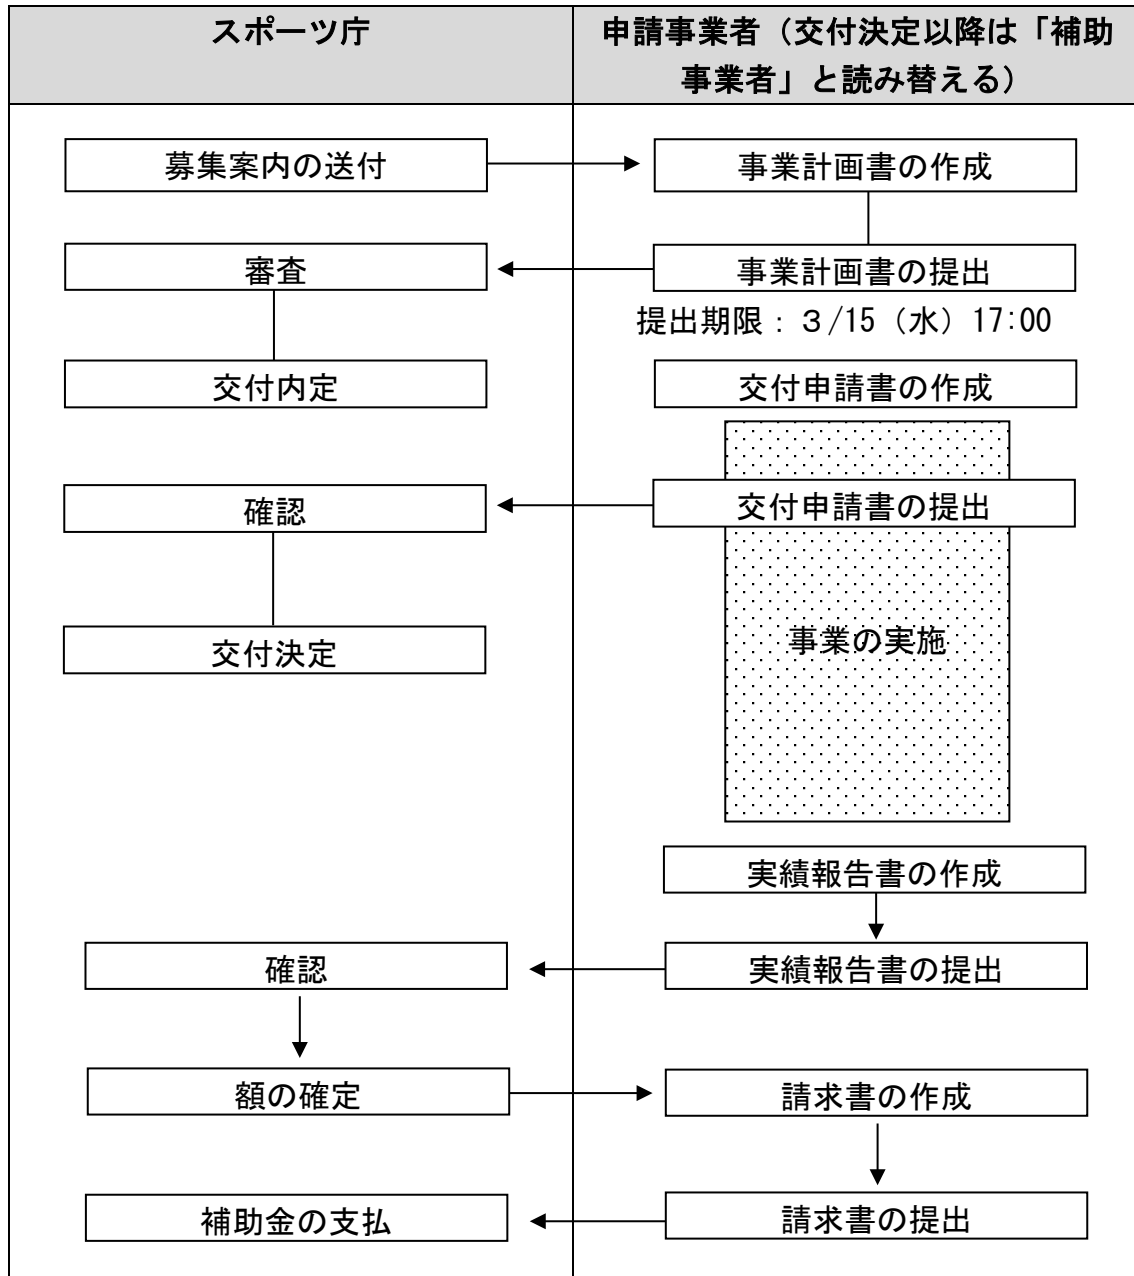 スポーツ庁
申請事業者（交付決定以降は「補助
事業者」と読み替える）
募集案内の送付
事業計画書の作成
審査
事業計画書の提出
提出期限：３/15（水）17:00
交付内定
交付申請書の作成
確認
交付申請書の提出
交付決定
事業の実施
実績報告書の作成
確認
実績報告書の提出
額の確定
請求書の作成
補助金の支払
請求書の提出